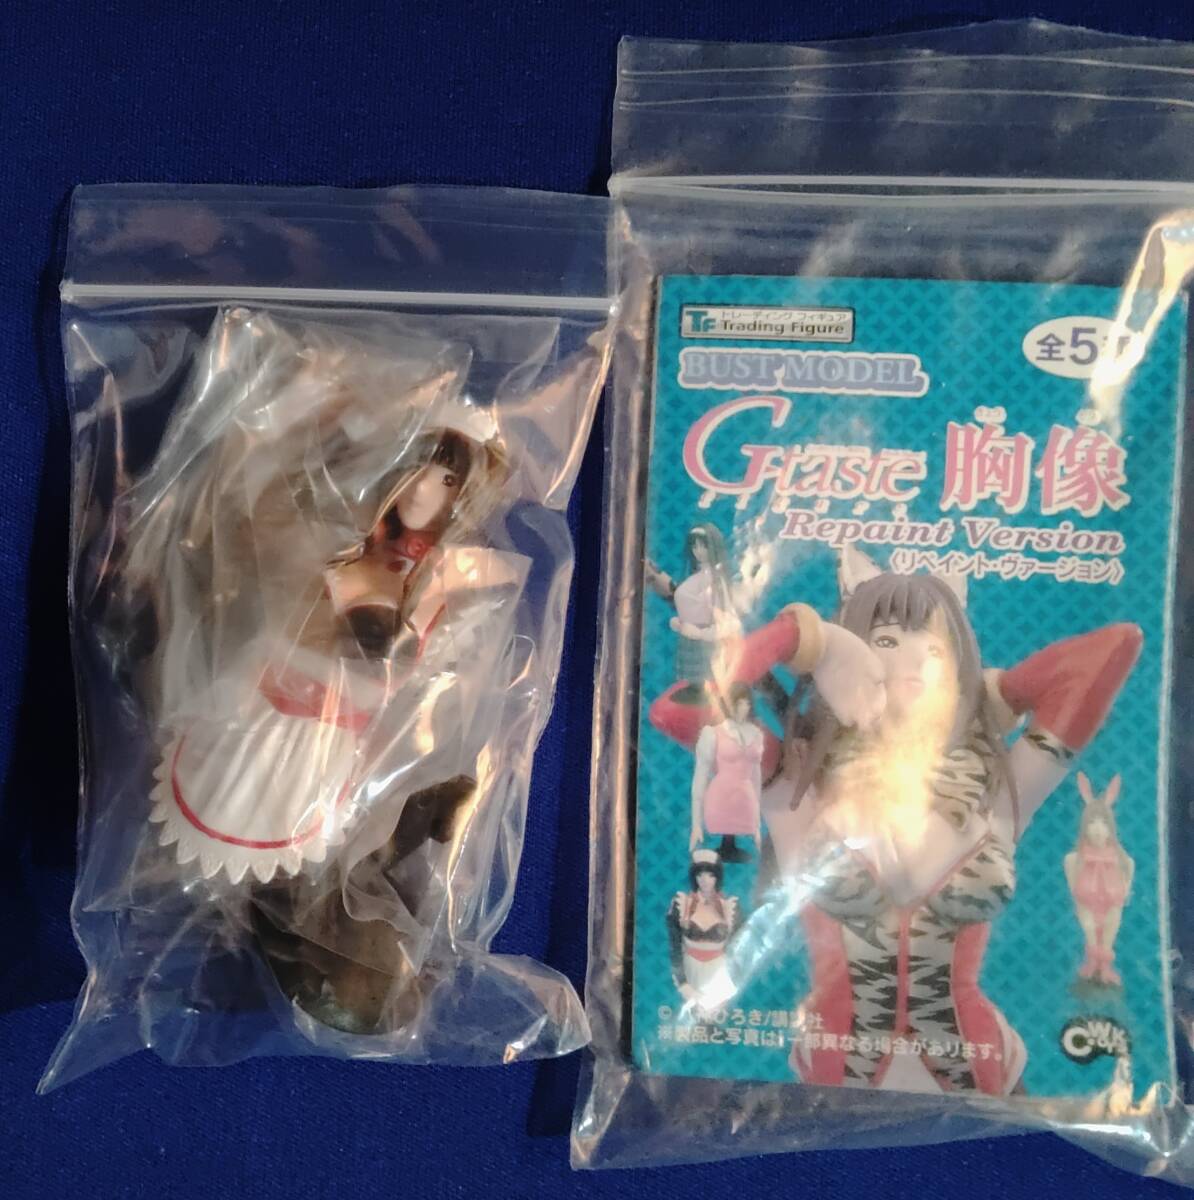 TF トレーディング フィギュア
Trading Figure
全5
BUST MODEL
G-taste 胸像
Repaint Version
〈リペイント・ヴァージョン〉
ひろき/講談社
※製品と写真は一部異なる場合があります。
C・WORKS